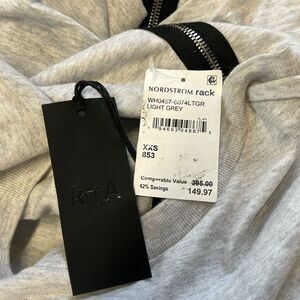 NORDSTROM rack
WH0457-6074LTGR
LIGHT GREY
XXS
853
Comparable Value 395.00
62% Savings 149.97
RTA